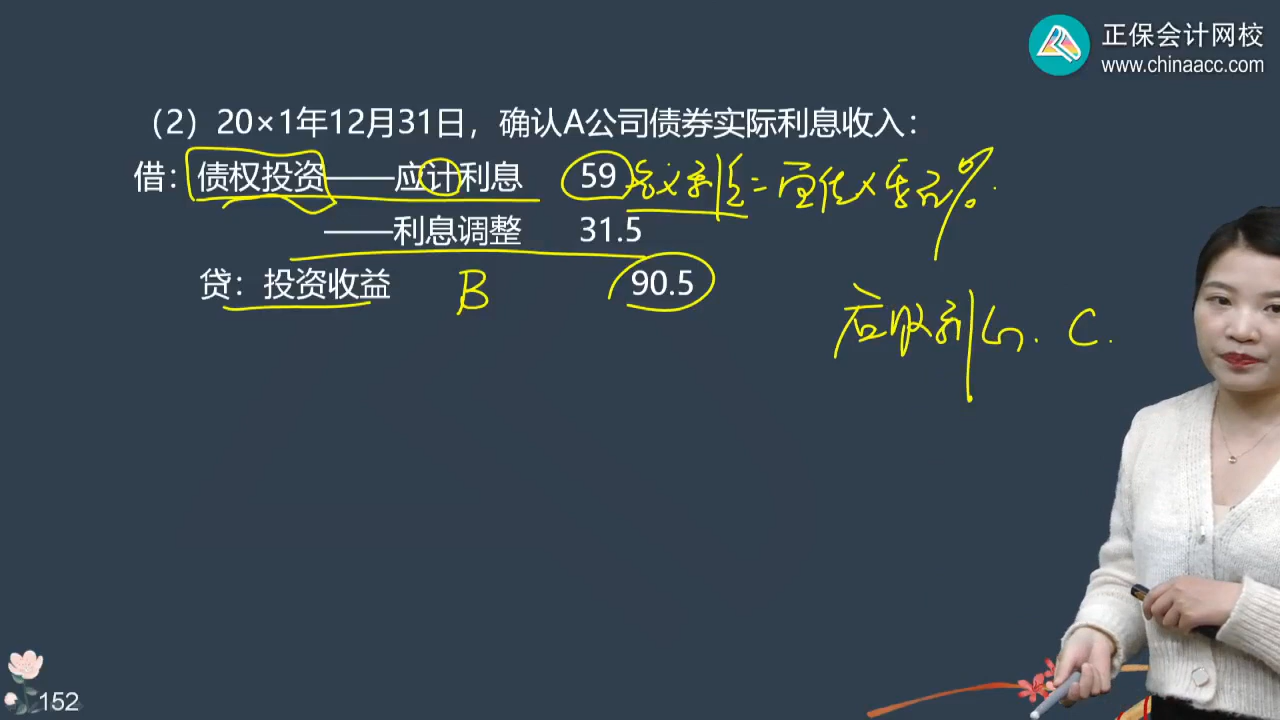 正保会计网校
www.chinaacc.com
(2) 20×1年12月31日，确认A公司债券实际利息收入：
借：债权投资——应计利息 59 名义利息=面值×票面%.
——利息调整 31.5
贷：投资收益 B 90.5
应收利息. C.
152